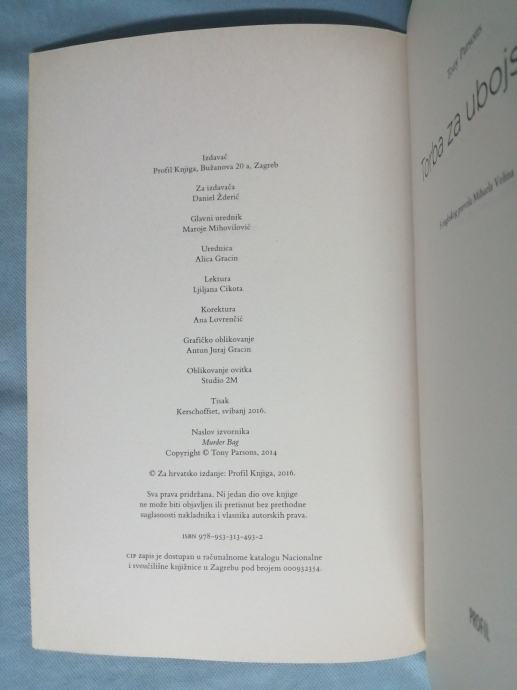 Izdavač
Profil Knjiga, Bužanova 20 a, Zagreb
Za izdavača
Daniel Žderić
Glavni urednik
Maroje Mihovilović
Urednica
Alica Gracin
Lektura
Ljiljana Cikota
Korektura
Ana Lovrenčić
Grafičko oblikovanje
Antun Juraj Gracin
Oblikovanje ovitka
Studio 2M
Tisak
Kerschoffset, svibanj 2016.
Naslov izvornika
Murder Bag
Copyright © Tony Parsons, 2014
© Za hrvatsko izdanje: Profil Knjiga, 2016.
Sva prava pridržana. Ni jedan dio ove knjige
ne može biti objavljen ili pretisnut bez prethodne
suglasnosti nakladnika i vlasnika autorskih prava.
ISBN 978-953-313-493-2
CIP zapis je dostupan u računalnome katalogu Nacionalne
i sveučilišne knjižnice u Zagrebu pod brojem 000932354.
Tony Parsons
Torba za ubojs
S engleskog prevela Mihaela Velina
PROFIL